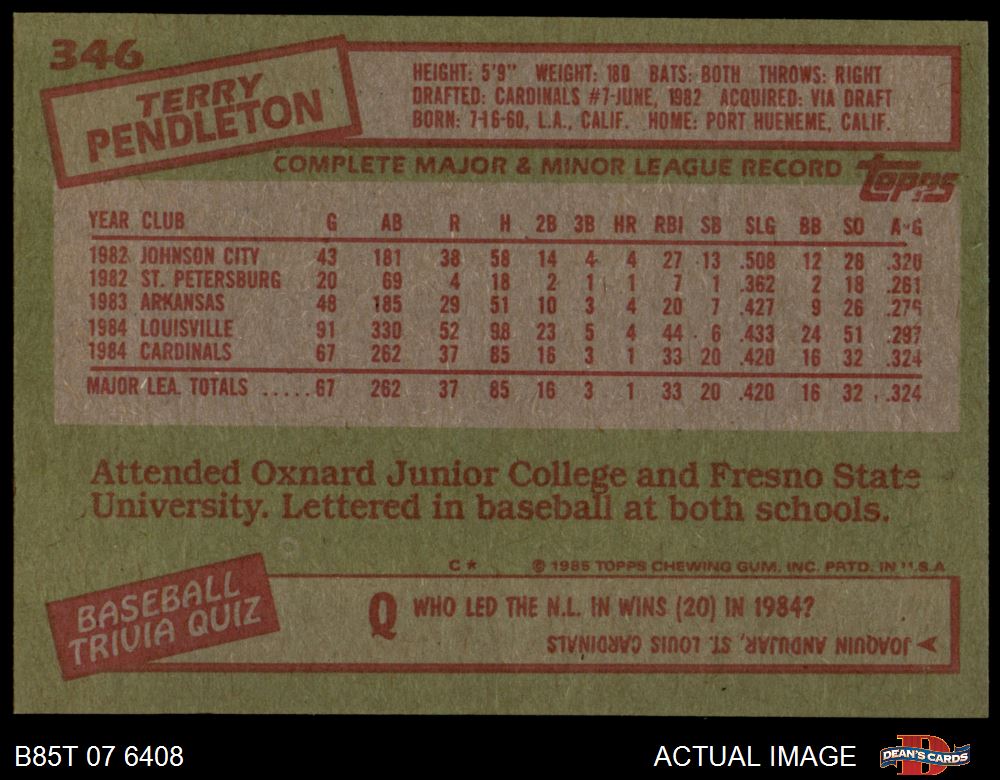 346
TERRY
PENDLETON
HEIGHT: 5'9" WEIGHT: 180 BATS: BOTH THROWS: RIGHT
DRAFTED: CARDINALS #7-JUNE, 1982 ACQUIRED: VIA DRAFT
BORN: 7-16-60, L.A., CALIF. HOME: PORT HUENEME, CALIF.
COMPLETE MAJOR & MINOR LEAGUE RECORD
Topps
YEAR CLUB G AB R H 2B 3B HR RBI SB SLG BB SO AVG
1982 JOHNSON CITY 43 181 38 58 14 4 4 27 13 .508 12 28 .320
1982 ST. PETERSBURG 20 69 4 18 2 1 1 7 1 .362 2 18 .261
1983 ARKANSAS 48 185 29 51 10 3 4 20 7 .427 9 26 .276
1984 LOUISVILLE 91 330 52 98 23 5 4 44 6 .433 24 51 .297
1984 CARDINALS 67 262 37 85 16 3 1 33 20 .420 16 32 .324
MAJOR LEA. TOTALS .....67 262 37 85 16 3 1 33 20 .420 16 32 .324
Attended Oxnard Junior College and Fresno State
University. Lettered in baseball at both schools.
C* © 1985 TOPPS CHEWING GUM, INC. PRTD. IN U.S.A
BASEBALL
TRIVIA QUIZ
Q WHO LED THE N.L. IN WINS (20) IN 1984?
JOAQUIN ANDUJAR, ST. LOUIS CARDINALS
B85T 07 6408
ACTUAL IMAGE
D
DEAN'S CARDS